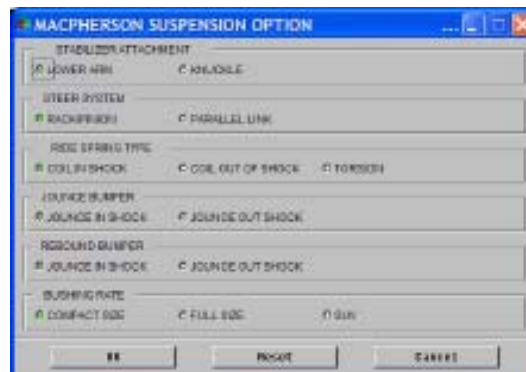 MACPHERSON SUSPENSION OPTION ...
STABILIZER ATTACHMENT
LOWER ARM KNUCKLE
STEER SYSTEM
RACK/PINION PARALLEL LINK
RIDE SPRING TYPE
COIL IN SHOCK COIL OUT OF SHOCK TORSION
JOUNCE BUMPER
JOUNCE IN SHOCK JOUNCE OUT SHOCK
REBOUND BUMPER
JOUNCE IN SHOCK JOUNCE OUT SHOCK
BUSHING RATE
COMPACT SIZE FULL SIZE SUV
OK Reset Cancel